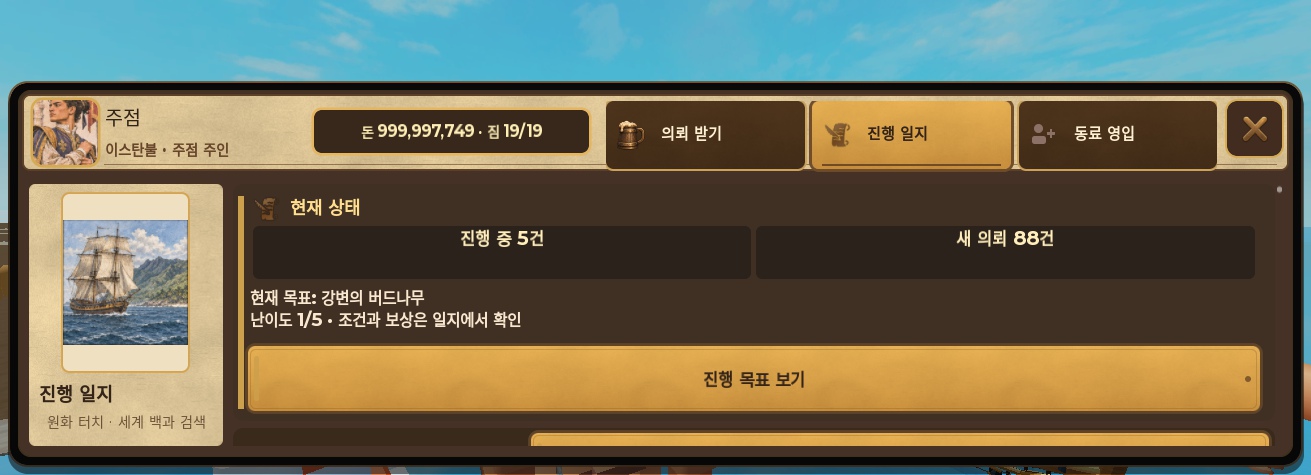 주점
이스탄불 • 주점 주인
돈 999,997,749 · 짐 19/19
의뢰 받기
진행 일지
동료 영입
진행 일지
원화 터치 · 세계 백과 검색
현재 상태
진행 중 5건
새 의뢰 88건
현재 목표: 강변의 버드나무
난이도 1/5 • 조건과 보상은 일지에서 확인
진행 목표 보기